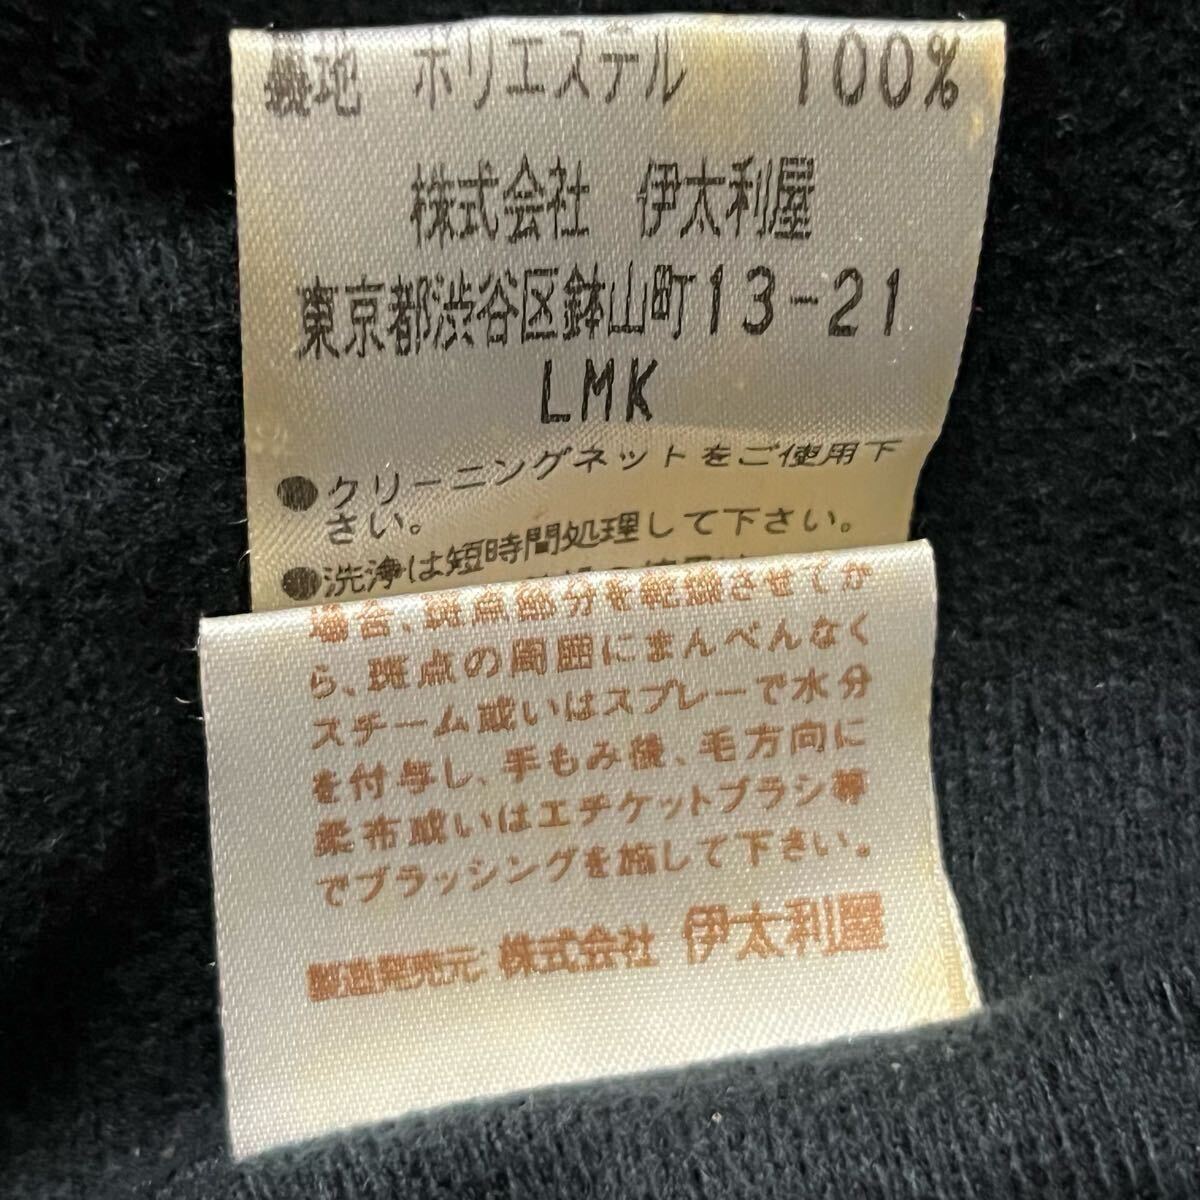 裏地 ポリエステル 100%
株式会社 伊太利屋
東京都渋谷区鉢山町13-21
LMK
●クリーニングネットをご使用下
さい。
●洗浄は短時間処理して下さい。
場合、斑点部分を乾燥させてか
ら、斑点の周囲にまんべんなく
スチーム或いはスプレーで水分
を付与し、手もみ後、毛方向に
柔布或いはエチケットブラシ等
でブラッシングを施して下さい。
製造発売元 株式会社 伊太利屋